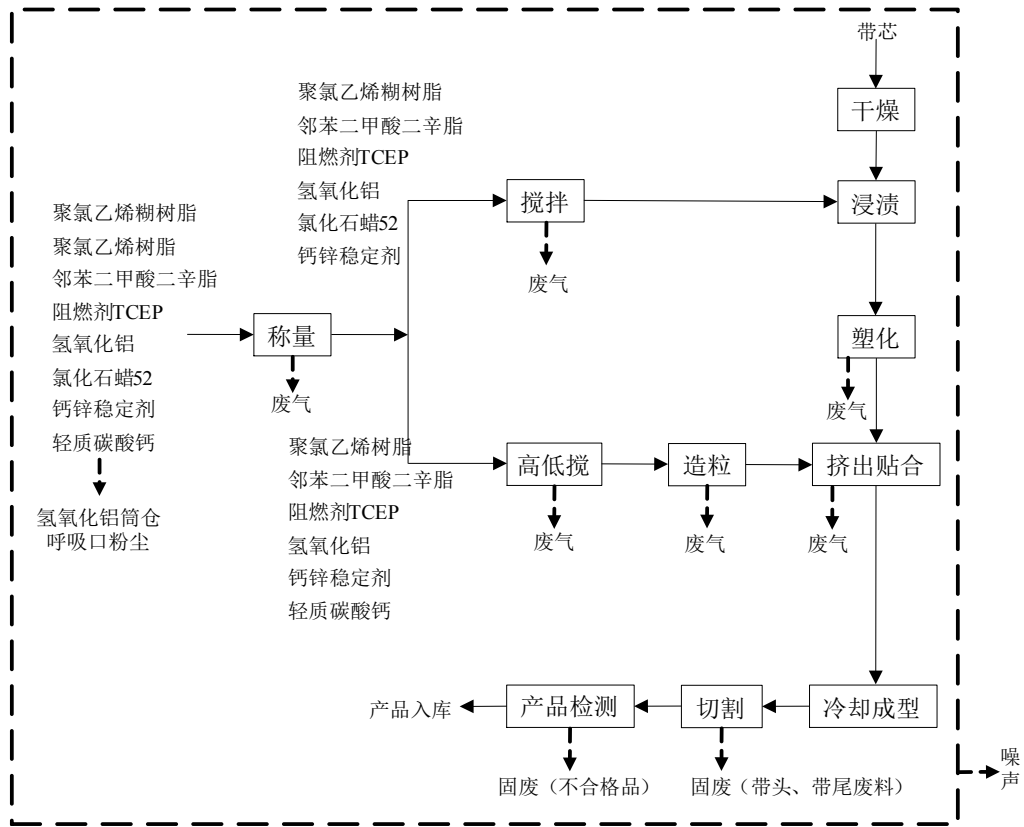 带芯
干燥
聚氯乙烯糊树脂
邻苯二甲酸二辛脂
阻燃剂TCEP
氢氧化铝
氯化石蜡52
钙锌稳定剂
搅拌
浸渍
废气
聚氯乙烯糊树脂
聚氯乙烯树脂
邻苯二甲酸二辛脂
阻燃剂TCEP
氢氧化铝
氯化石蜡52
钙锌稳定剂
轻质碳酸钙
称量
废气
塑化
废气
氢氧化铝筒仓
呼吸口粉尘
聚氯乙烯树脂
邻苯二甲酸二辛脂
阻燃剂TCEP
氢氧化铝
钙锌稳定剂
轻质碳酸钙
高低搅
造粒
挤出贴合
废气
废气
废气
产品入库
产品检测
切割
冷却成型
固废（不合格品）
固废（带头、带尾废料）
噪
声